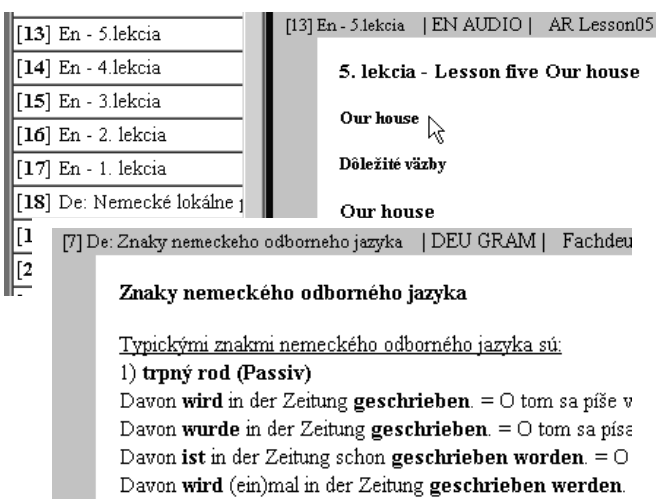 [13] En - 5.lekcia
[14] En - 4.lekcia
[15] En - 3.lekcia
[16] En - 2. lekcia
[17] En - 1. lekcia
[18] De: Nemecké lokálne
[1
[2
[13] En - 5.lekcia | EN AUDIO | AR Lesson05
5. lekcia - Lesson five Our house
Our house
Dôležité väzby
Our house
[7] De: Znaky nemeckeho odborneho jazyka | DEU GRAM | Fachdeu
Znaky nemeckého odborného jazyka
Typickými znakmi nemeckého odborného jazyka sú:
1) trpný rod (Passiv)
Davon wird in der Zeitung geschrieben. = O tom sa píše v
Davon wurde in der Zeitung geschrieben. = O tom sa písa
Davon ist in der Zeitung schon geschrieben worden. = O
Davon wird (ein)mal in der Zeitung geschrieben werden.